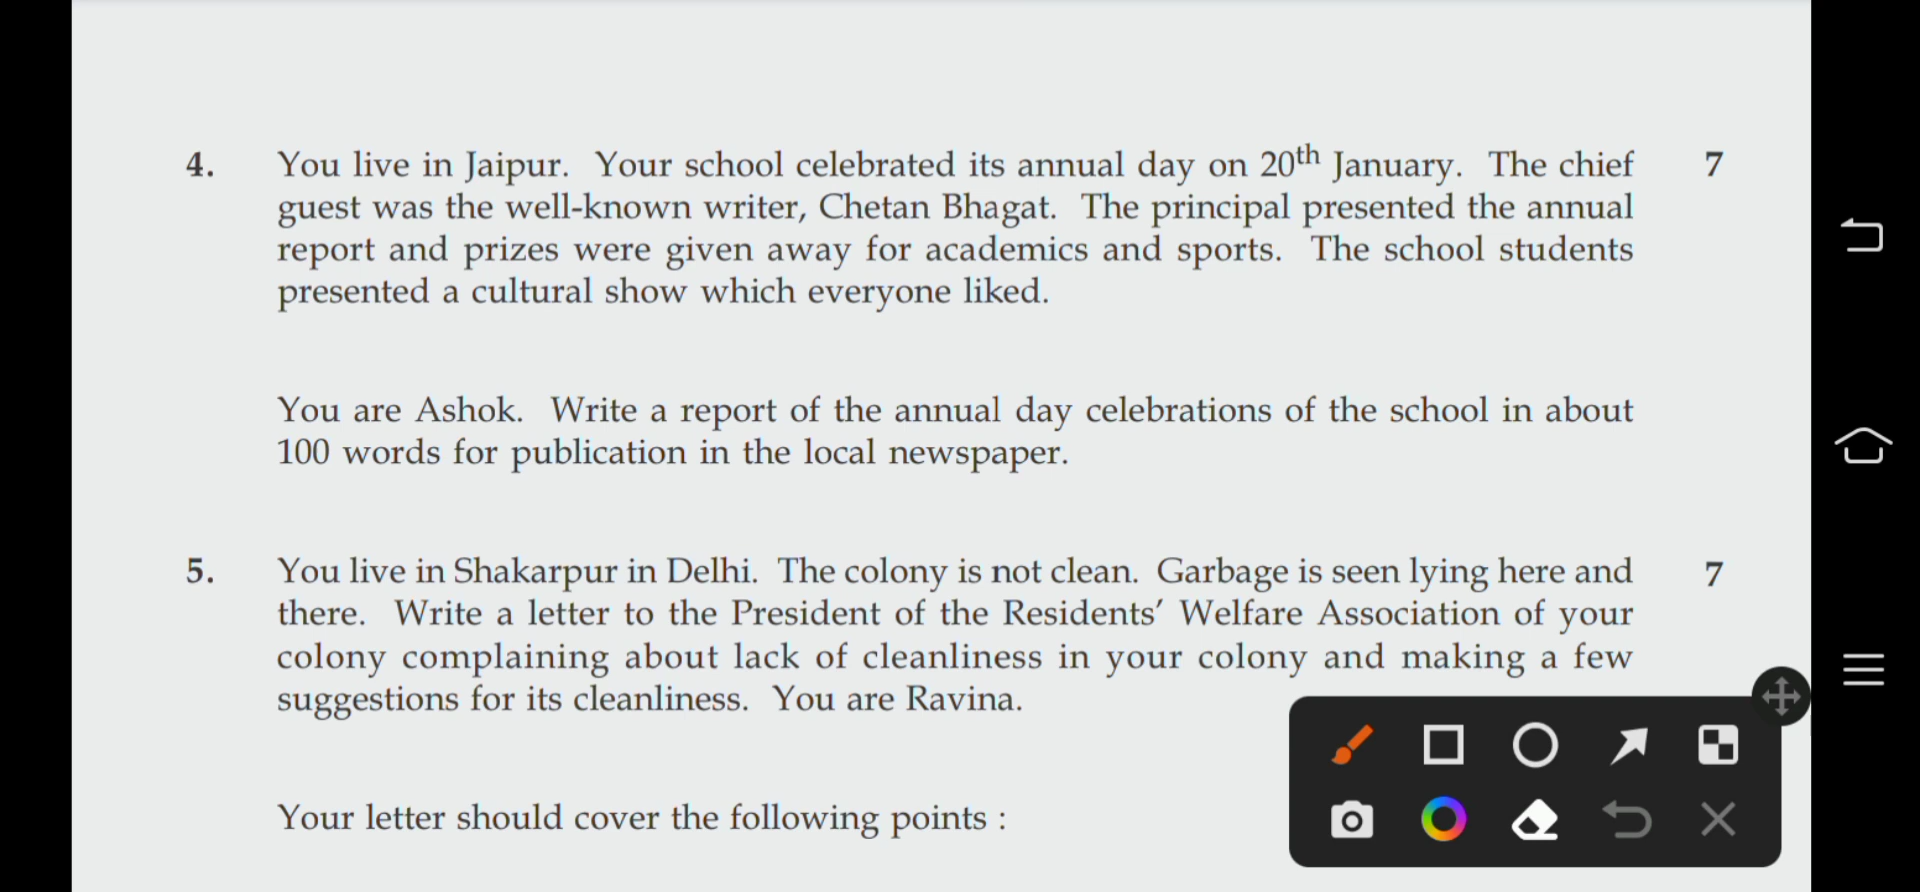 4. You live in Jaipur. Your school celebrated its annual day on 20th January. The chief 7
guest was the well-known writer, Chetan Bhagat. The principal presented the annual
report and prizes were given away for academics and sports. The school students
presented a cultural show which everyone liked.
You are Ashok. Write a report of the annual day celebrations of the school in about
100 words for publication in the local newspaper.
5. You live in Shakarpur in Delhi. The colony is not clean. Garbage is seen lying here and 7
there. Write a letter to the President of the Residents' Welfare Association of your
colony complaining about lack of cleanliness in your colony and making a few
suggestions for its cleanliness. You are Ravina.
Your letter should cover the following points :